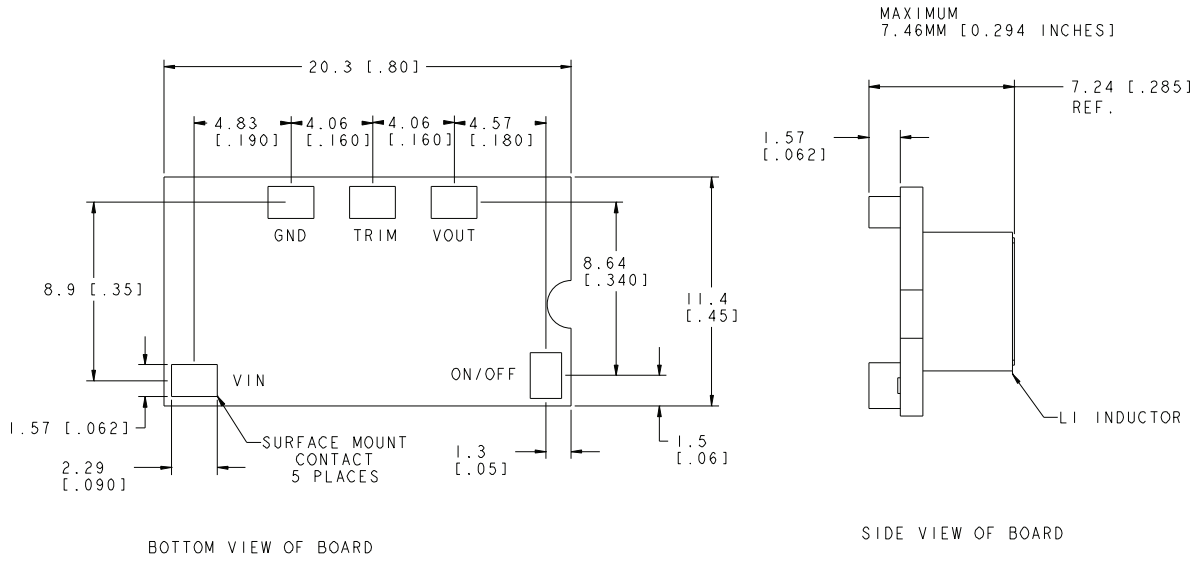 MAXIMUM
7.46MM [0.294 INCHES]
20.3 [.80]
7.24 [.285]
REF.
4.83
[.190]
4.06
[.160]
4.06
[.160]
4.57
[.180]
1.57
[.062]
GND
TRIM
VOUT
8.9 [.35]
8.64
[.340]
11.4
[.45]
VIN
ON/OFF
1.57 [.062]
SURFACE MOUNT
CONTACT
5 PLACES
2.29
[.090]
1.3
[.05]
1.5
[.06]
L1 INDUCTOR
BOTTOM VIEW OF BOARD
SIDE VIEW OF BOARD